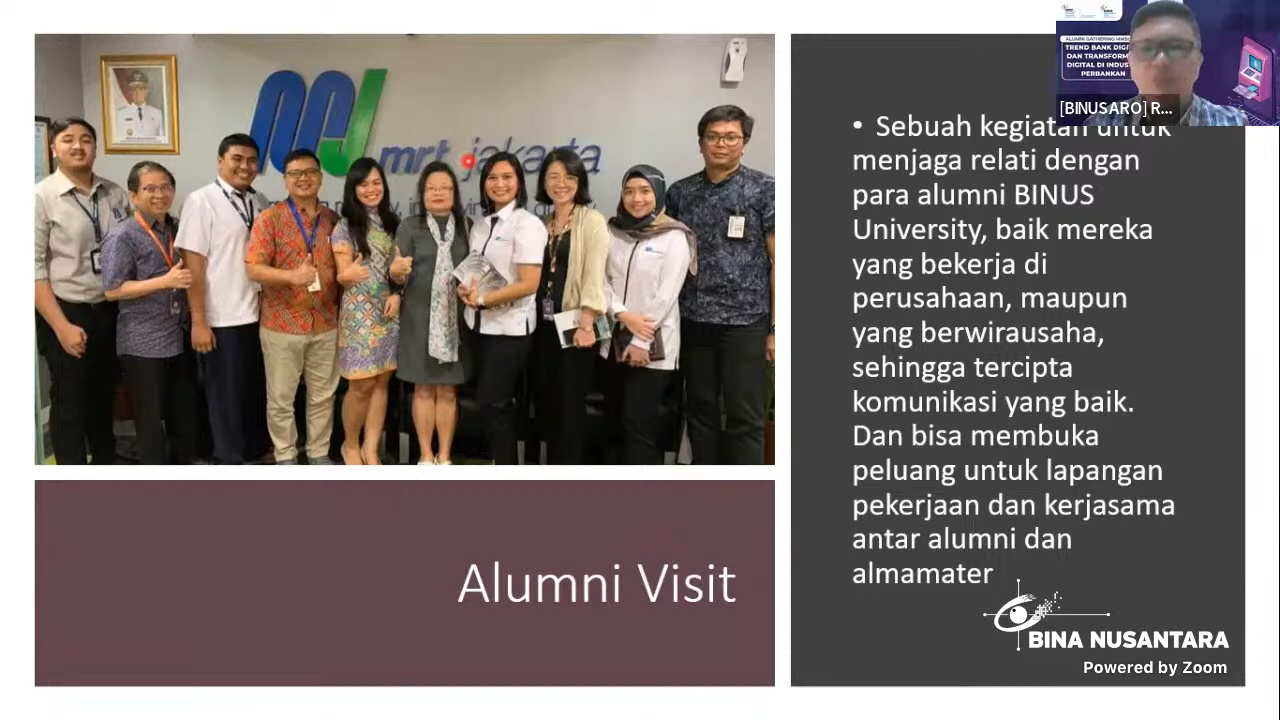 mrt jakarta
Alumni Visit
• Sebuah kegiatan untuk
menjaga relati dengan
para alumni BINUS
University, baik mereka
yang bekerja di
perusahaan, maupun
yang berwirausaha,
sehingga tercipta
komunikasi yang baik.
Dan bisa membuka
peluang untuk lapangan
pekerjaan dan kerjasama
antar alumni dan
almamater
BINA NUSANTARA
Powered by Zoom
TREND BANK DIGI
DAN TRANSFORM
DIGITAL DI INDUS
PERBANKAN
[BINUSARO] R...